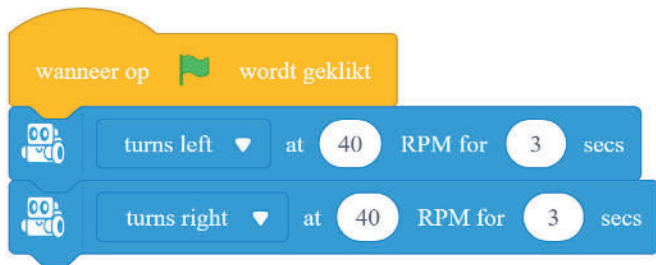 wanneer op wordt geklikt
turns left at 40 RPM for 3 secs
turns right at 40 RPM for 3 secs